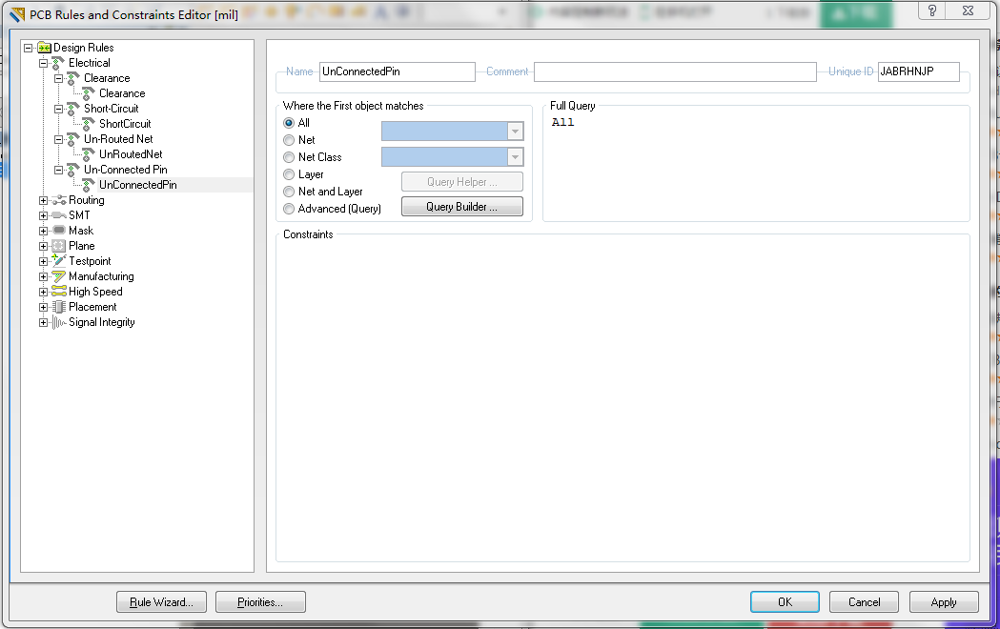 PCB Rules and Constraints Editor [mil]
Design Rules
Electrical
Clearance
Clearance
Short-Circuit
ShortCircuit
Un-Routed Net
UnRoutedNet
Un-Connected Pin
UnConnectedPin
Routing
SMT
Mask
Plane
Testpoint
Manufacturing
High Speed
Placement
Signal Integrity
Name UnConnectedPin Comment Unique ID JABRHNJP
Where the First object matches
All
Net
Net Class
Layer
Net and Layer
Advanced (Query)
Query Helper ...
Query Builder ...
Full Query
All
Constraints
Rule Wizard... Priorities... OK Cancel Apply